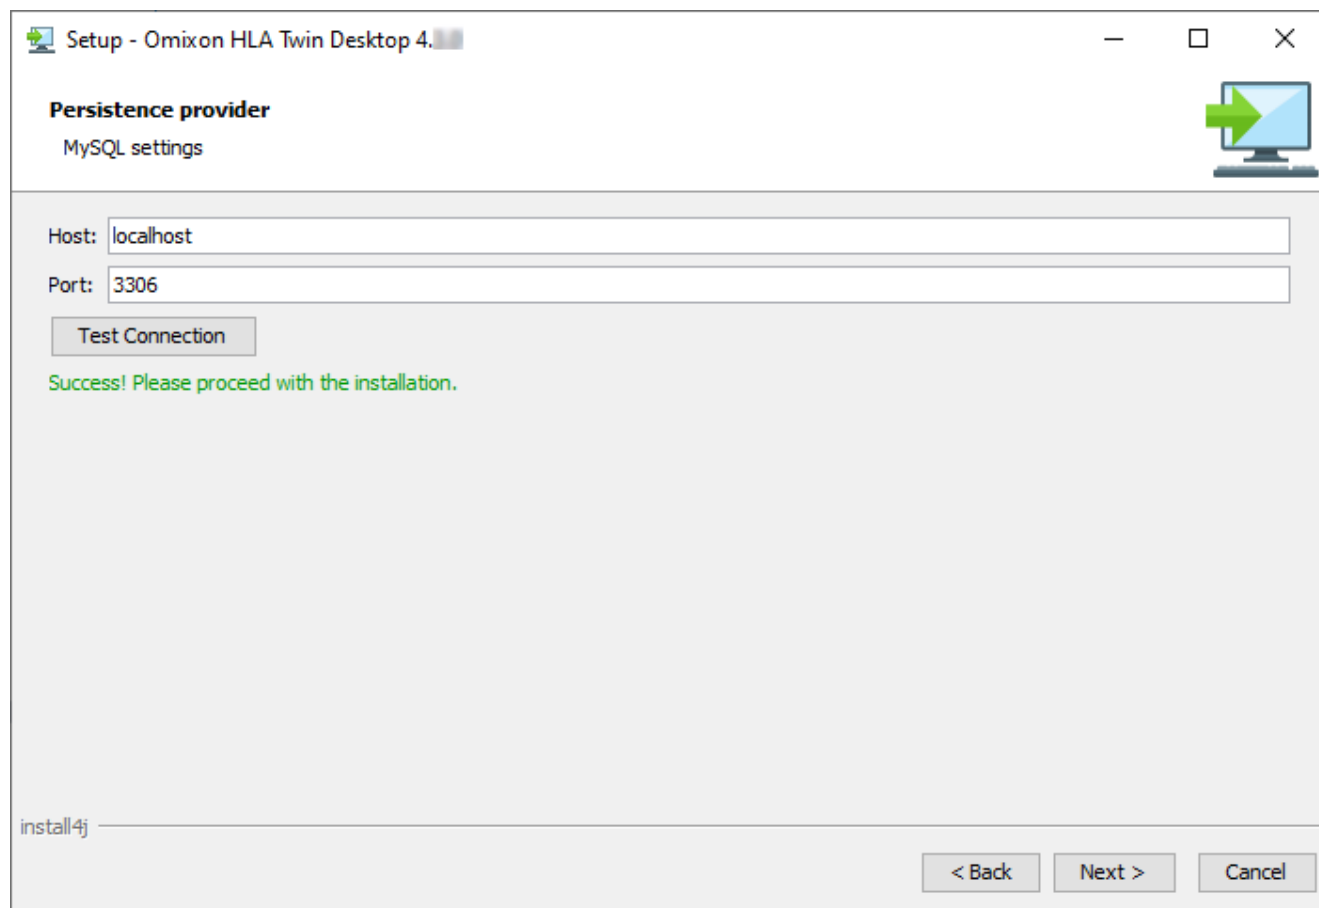 Setup - Omixon HLA Twin Desktop 4.
Persistence provider
MySQL settings
Host: localhost
Port: 3306
Test Connection
Success! Please proceed with the installation.
install4j
< Back Next > Cancel